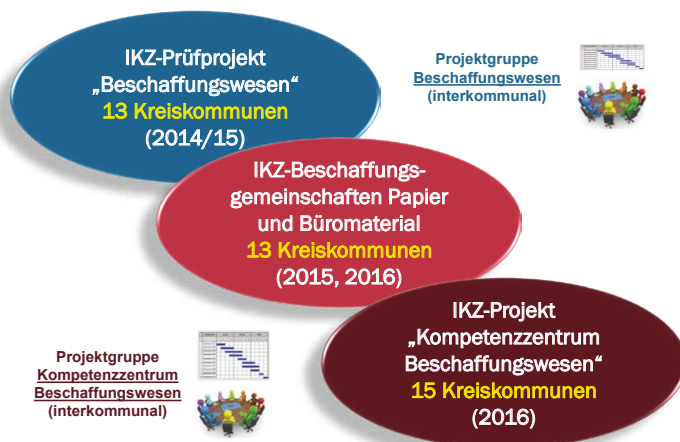 IKZ-Prüfprojekt
„Beschaffungswesen“
13 Kreiskommunen
(2014/15)
Projektgruppe
Beschaffungswesen
(interkommunal)
IKZ-Beschaffungs-
gemeinschaften Papier
und Büromaterial
13 Kreiskommunen
(2015, 2016)
IKZ-Projekt
„Kompetenzzentrum
Beschaffungswesen“
15 Kreiskommunen
(2016)
Projektgruppe
Kompetenzzentrum
Beschaffungswesen
(interkommunal)